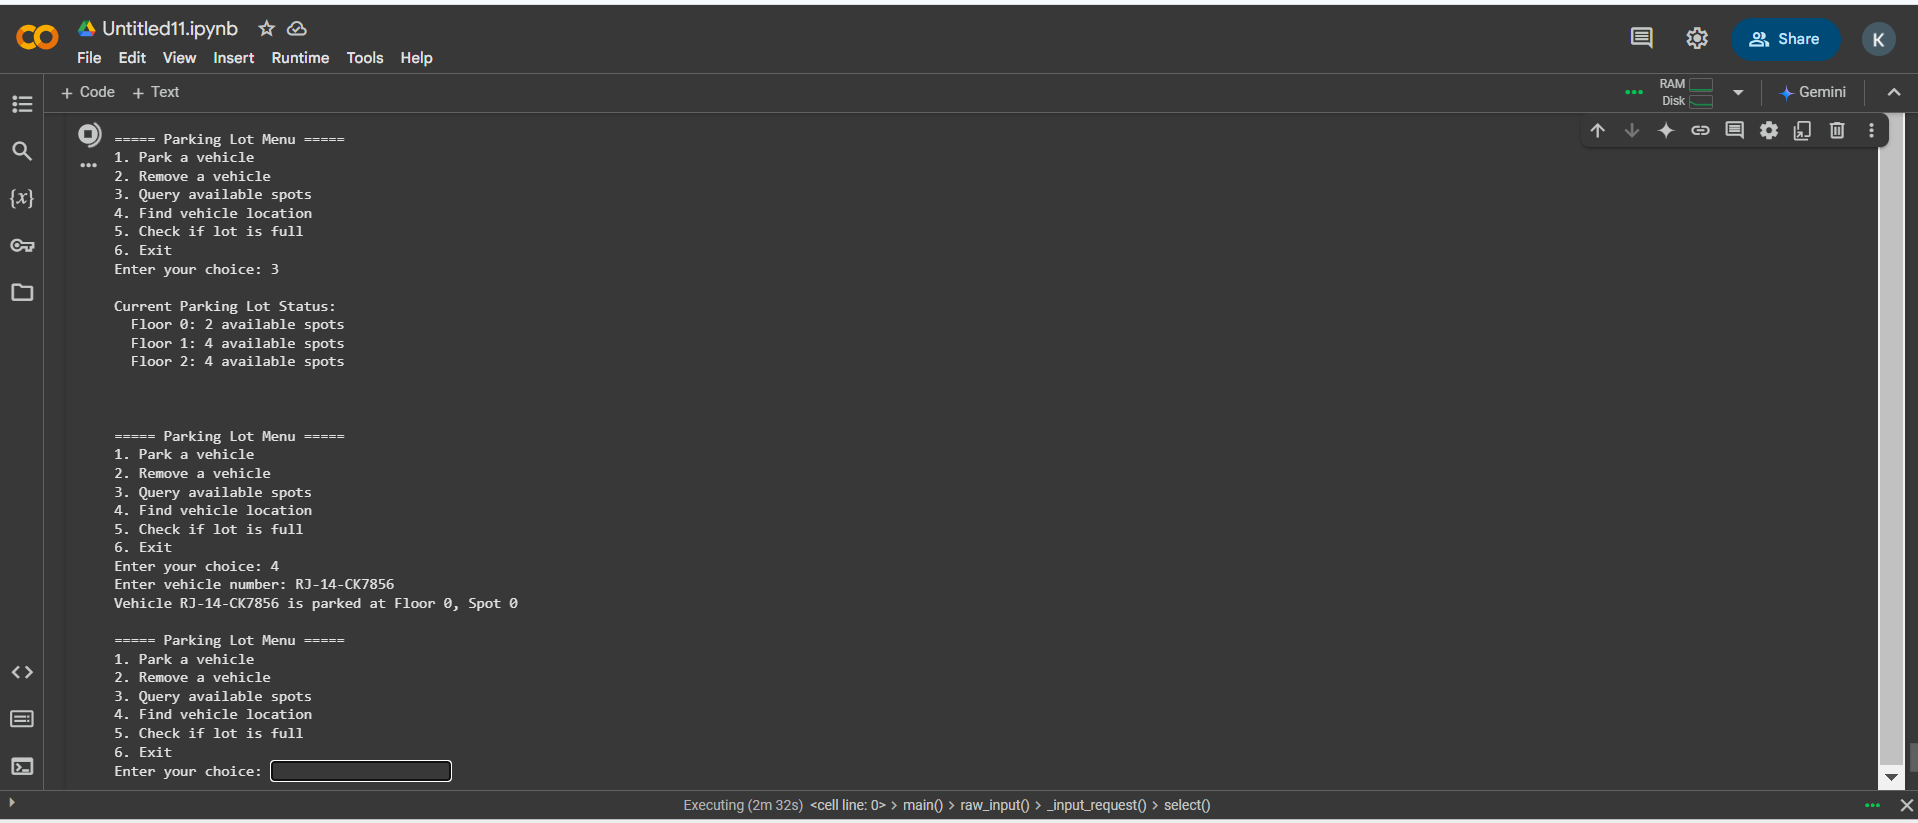 Untitled11.ipynb
File Edit View Insert Runtime Tools Help
Share
K
+ Code + Text
RAM
Disk
Gemini
===== Parking Lot Menu =====
1. Park a vehicle
2. Remove a vehicle
3. Query available spots
4. Find vehicle location
5. Check if lot is full
6. Exit
Enter your choice: 3
Current Parking Lot Status:
Floor 0: 2 available spots
Floor 1: 4 available spots
Floor 2: 4 available spots
===== Parking Lot Menu =====
1. Park a vehicle
2. Remove a vehicle
3. Query available spots
4. Find vehicle location
5. Check if lot is full
6. Exit
Enter your choice: 4
Enter vehicle number: RJ-14-CK7856
Vehicle RJ-14-CK7856 is parked at Floor 0, Spot 0
===== Parking Lot Menu =====
1. Park a vehicle
2. Remove a vehicle
3. Query available spots
4. Find vehicle location
5. Check if lot is full
6. Exit
Enter your choice:
Executing (2m 32s) <cell line: 0> > main() > raw_input() > _input_request() > select()